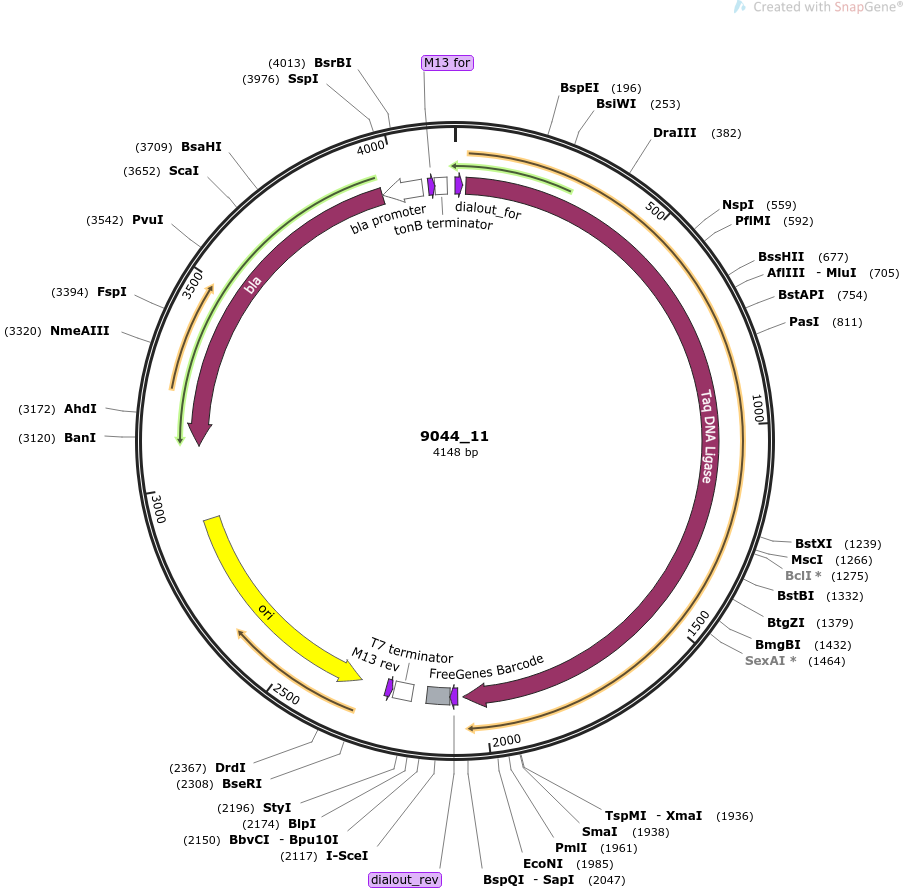 Created with SnapGene®
(4013) BsrBI
(3976) SspI
M13 for
BspEI (196)
BsiWI (253)
DraIII (382)
(3709) BsaHI
(3652) ScaI
(3542) PvuI
(3394) FspI
(3320) NmeAIII
(3172) AhdI
(3120) BanI
NspI (559)
PflMI (592)
BssHII (677)
AflIII - MluI (705)
BstAPI (754)
PasI (811)
4000
500
3500
1000
3000
1500
2500
2000
bla promoter
tonB terminator
dialout_for
bla
Taq DNA Ligase
9044_11
4148 bp
ori
T7 terminator
M13 rev
FreeGenes Barcode
BstXI (1239)
MscI (1266)
BclI * (1275)
BstBI (1332)
BtgZI (1379)
BmgBI (1432)
SexAI * (1464)
(2367) DrdI
(2308) BseRI
(2196) StyI
(2174) BlpI
(2150) BbvCI - Bpu10I
(2117) I-SceI
dialout_rev
TspMI - XmaI (1936)
SmaI (1938)
PmlI (1961)
EcoNI (1985)
BspQI - SapI (2047)